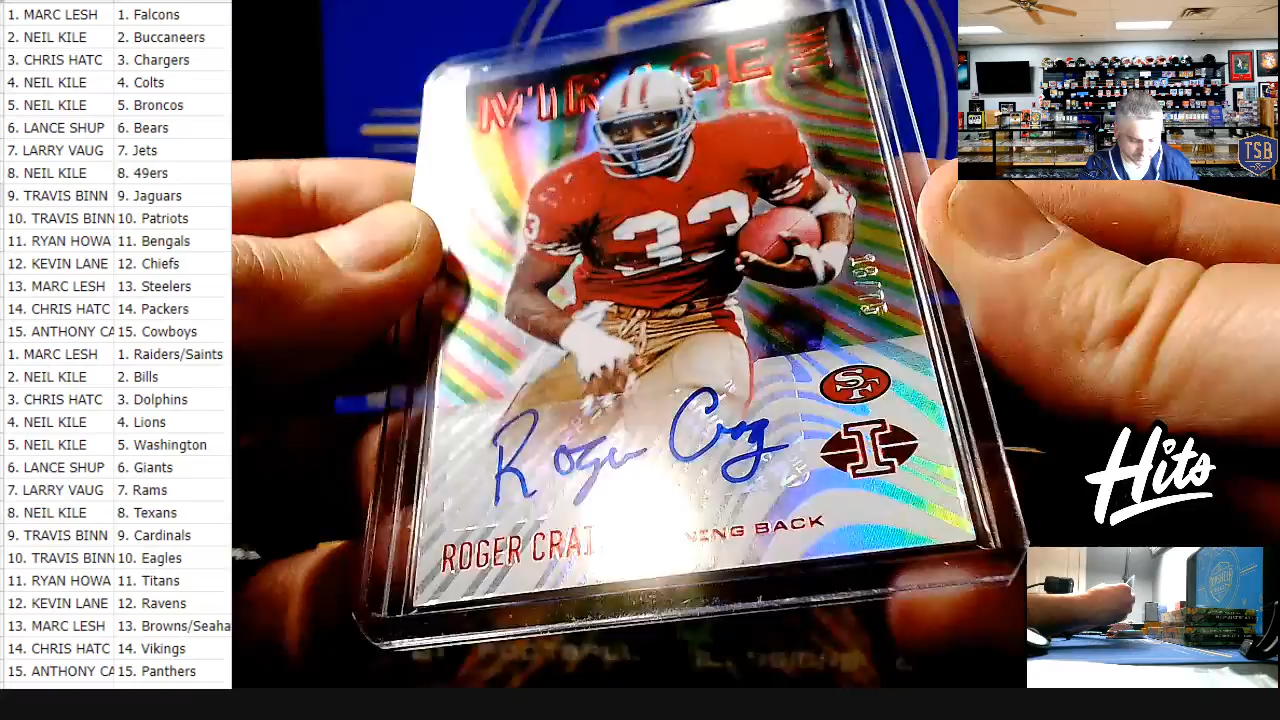 1. MARC LESH 1. Falcons
2. NEIL KILE 2. Buccaneers
3. CHRIS HATC 3. Chargers
4. NEIL KILE 4. Colts
5. NEIL KILE 5. Broncos
6. LANCE SHUP 6. Bears
7. LARRY VAUG 7. Jets
8. NEIL KILE 8. 49ers
9. TRAVIS BINN 9. Jaguars
10. TRAVIS BINN 10. Patriots
11. RYAN HOWA 11. Bengals
12. KEVIN LANE 12. Chiefs
13. MARC LESH 13. Steelers
14. CHRIS HATC 14. Packers
15. ANTHONY CA 15. Cowboys
1. MARC LESH 1. Raiders/Saints
2. NEIL KILE 2. Bills
3. CHRIS HATC 3. Dolphins
4. NEIL KILE 4. Lions
5. NEIL KILE 5. Washington
6. LANCE SHUP 6. Giants
7. LARRY VAUG 7. Rams
8. NEIL KILE 8. Texans
9. TRAVIS BINN 9. Cardinals
10. TRAVIS BINN 10. Eagles
11. RYAN HOWA 11. Titans
12. KEVIN LANE 12. Ravens
13. MARC LESH 13. Browns/Seaha
14. CHRIS HATC 14. Vikings
15. ANTHONY CA 15. Panthers
MIRAGE
33
33
SF
I
Roger Craig
ROGER CRAI
BACK
TSB
Hits